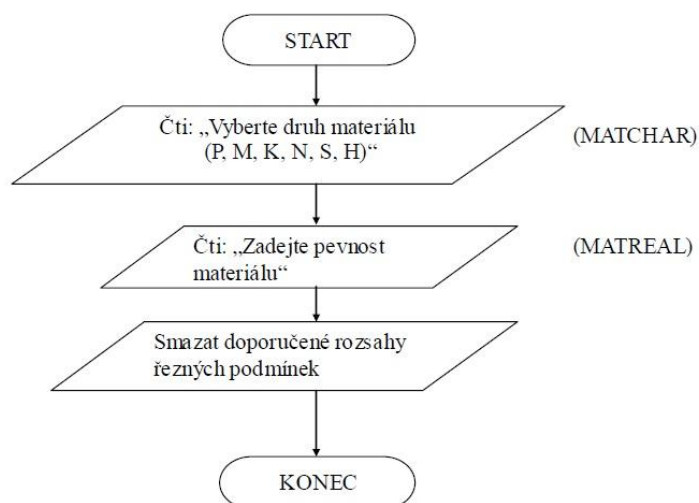 START
Čti: „Vyberte druh materiálu
(P, M, K, N, S, H)“
(MATCHAR)
Čti: „Zadejte pevnost
materiálu“
(MATREAL)
Smazat doporučené rozsahy
řezných podmínek
KONEC